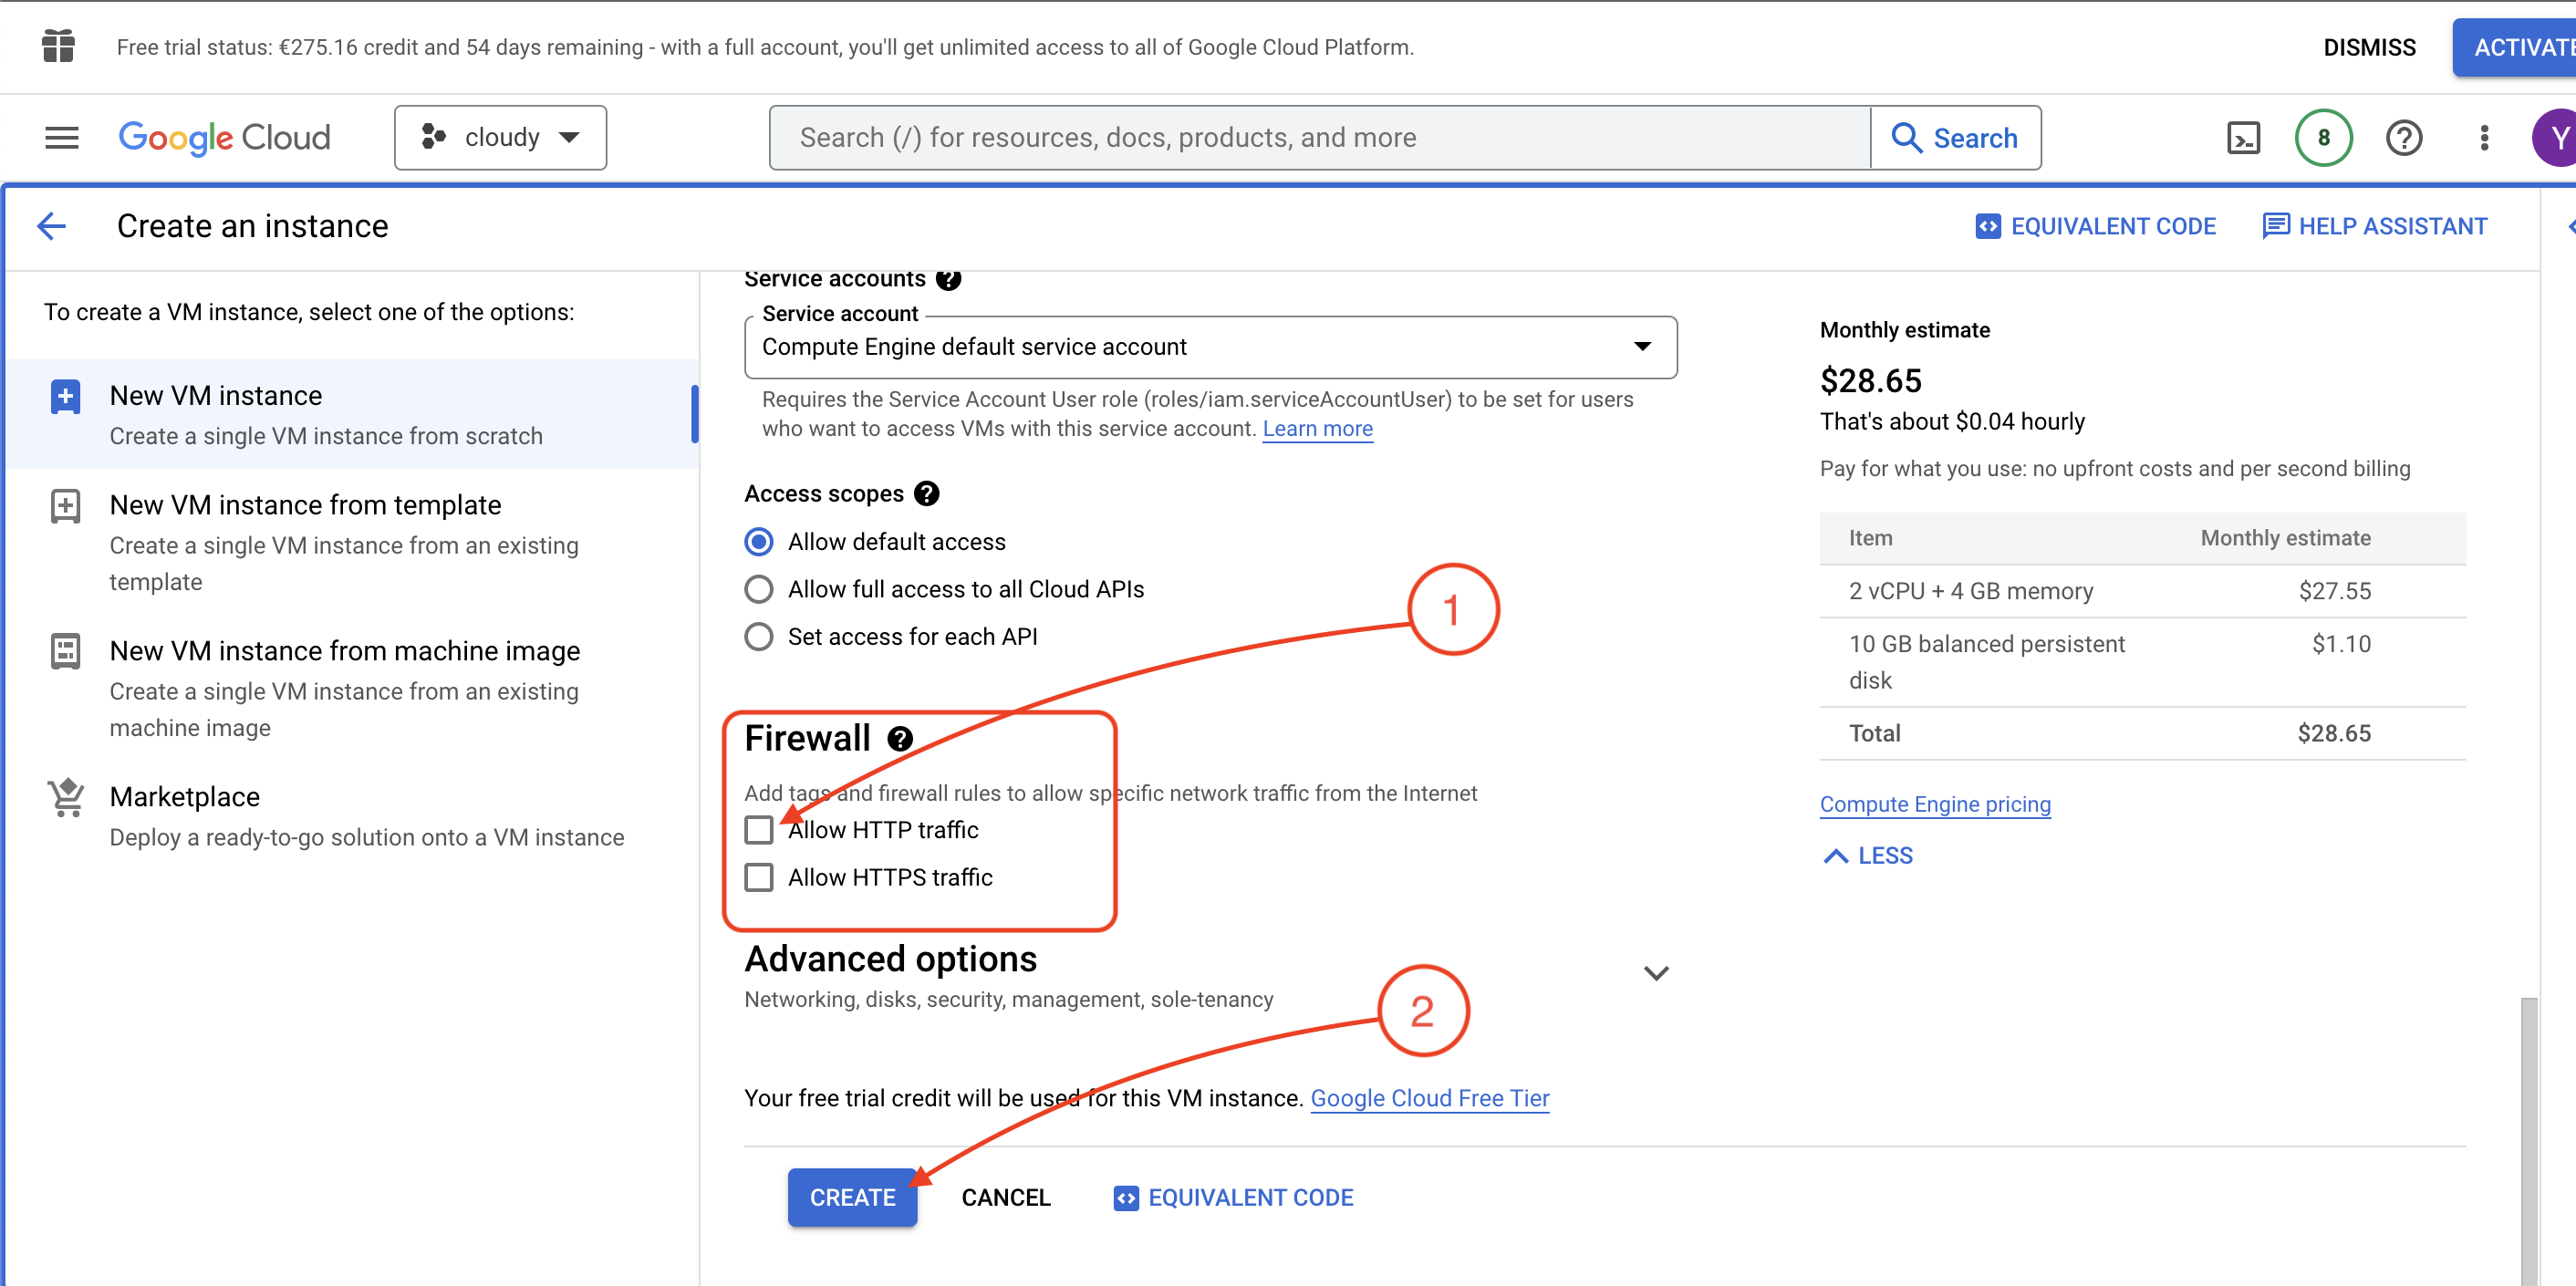 Free trial status: €275.16 credit and 54 days remaining - with a full account, you'll get unlimited access to all of Google Cloud Platform.
DISMISS
ACTIVATE
Google Cloud
cloudy
Search (/) for resources, docs, products, and more
Search
8
Y
Create an instance
EQUIVALENT CODE
HELP ASSISTANT
To create a VM instance, select one of the options:
New VM instance
Create a single VM instance from scratch
New VM instance from template
Create a single VM instance from an existing
template
New VM instance from machine image
Create a single VM instance from an existing
machine image
Marketplace
Deploy a ready-to-go solution onto a VM instance
Service accounts
Service account
Compute Engine default service account
Requires the Service Account User role (roles/iam.serviceAccountUser) to be set for users
who want to access VMs with this service account. Learn more
Access scopes
Allow default access
Allow full access to all Cloud APIs
Set access for each API
1
Firewall
Add tags and firewall rules to allow specific network traffic from the Internet
Allow HTTP traffic
Allow HTTPS traffic
Advanced options
Networking, disks, security, management, sole-tenancy
2
Your free trial credit will be used for this VM instance. Google Cloud Free Tier
CREATE
CANCEL
EQUIVALENT CODE
Monthly estimate
$28.65
That's about $0.04 hourly
Pay for what you use: no upfront costs and per second billing
Item Monthly estimate
2 vCPU + 4 GB memory $27.55
10 GB balanced persistent $1.10
disk
Total $28.65
Compute Engine pricing
LESS